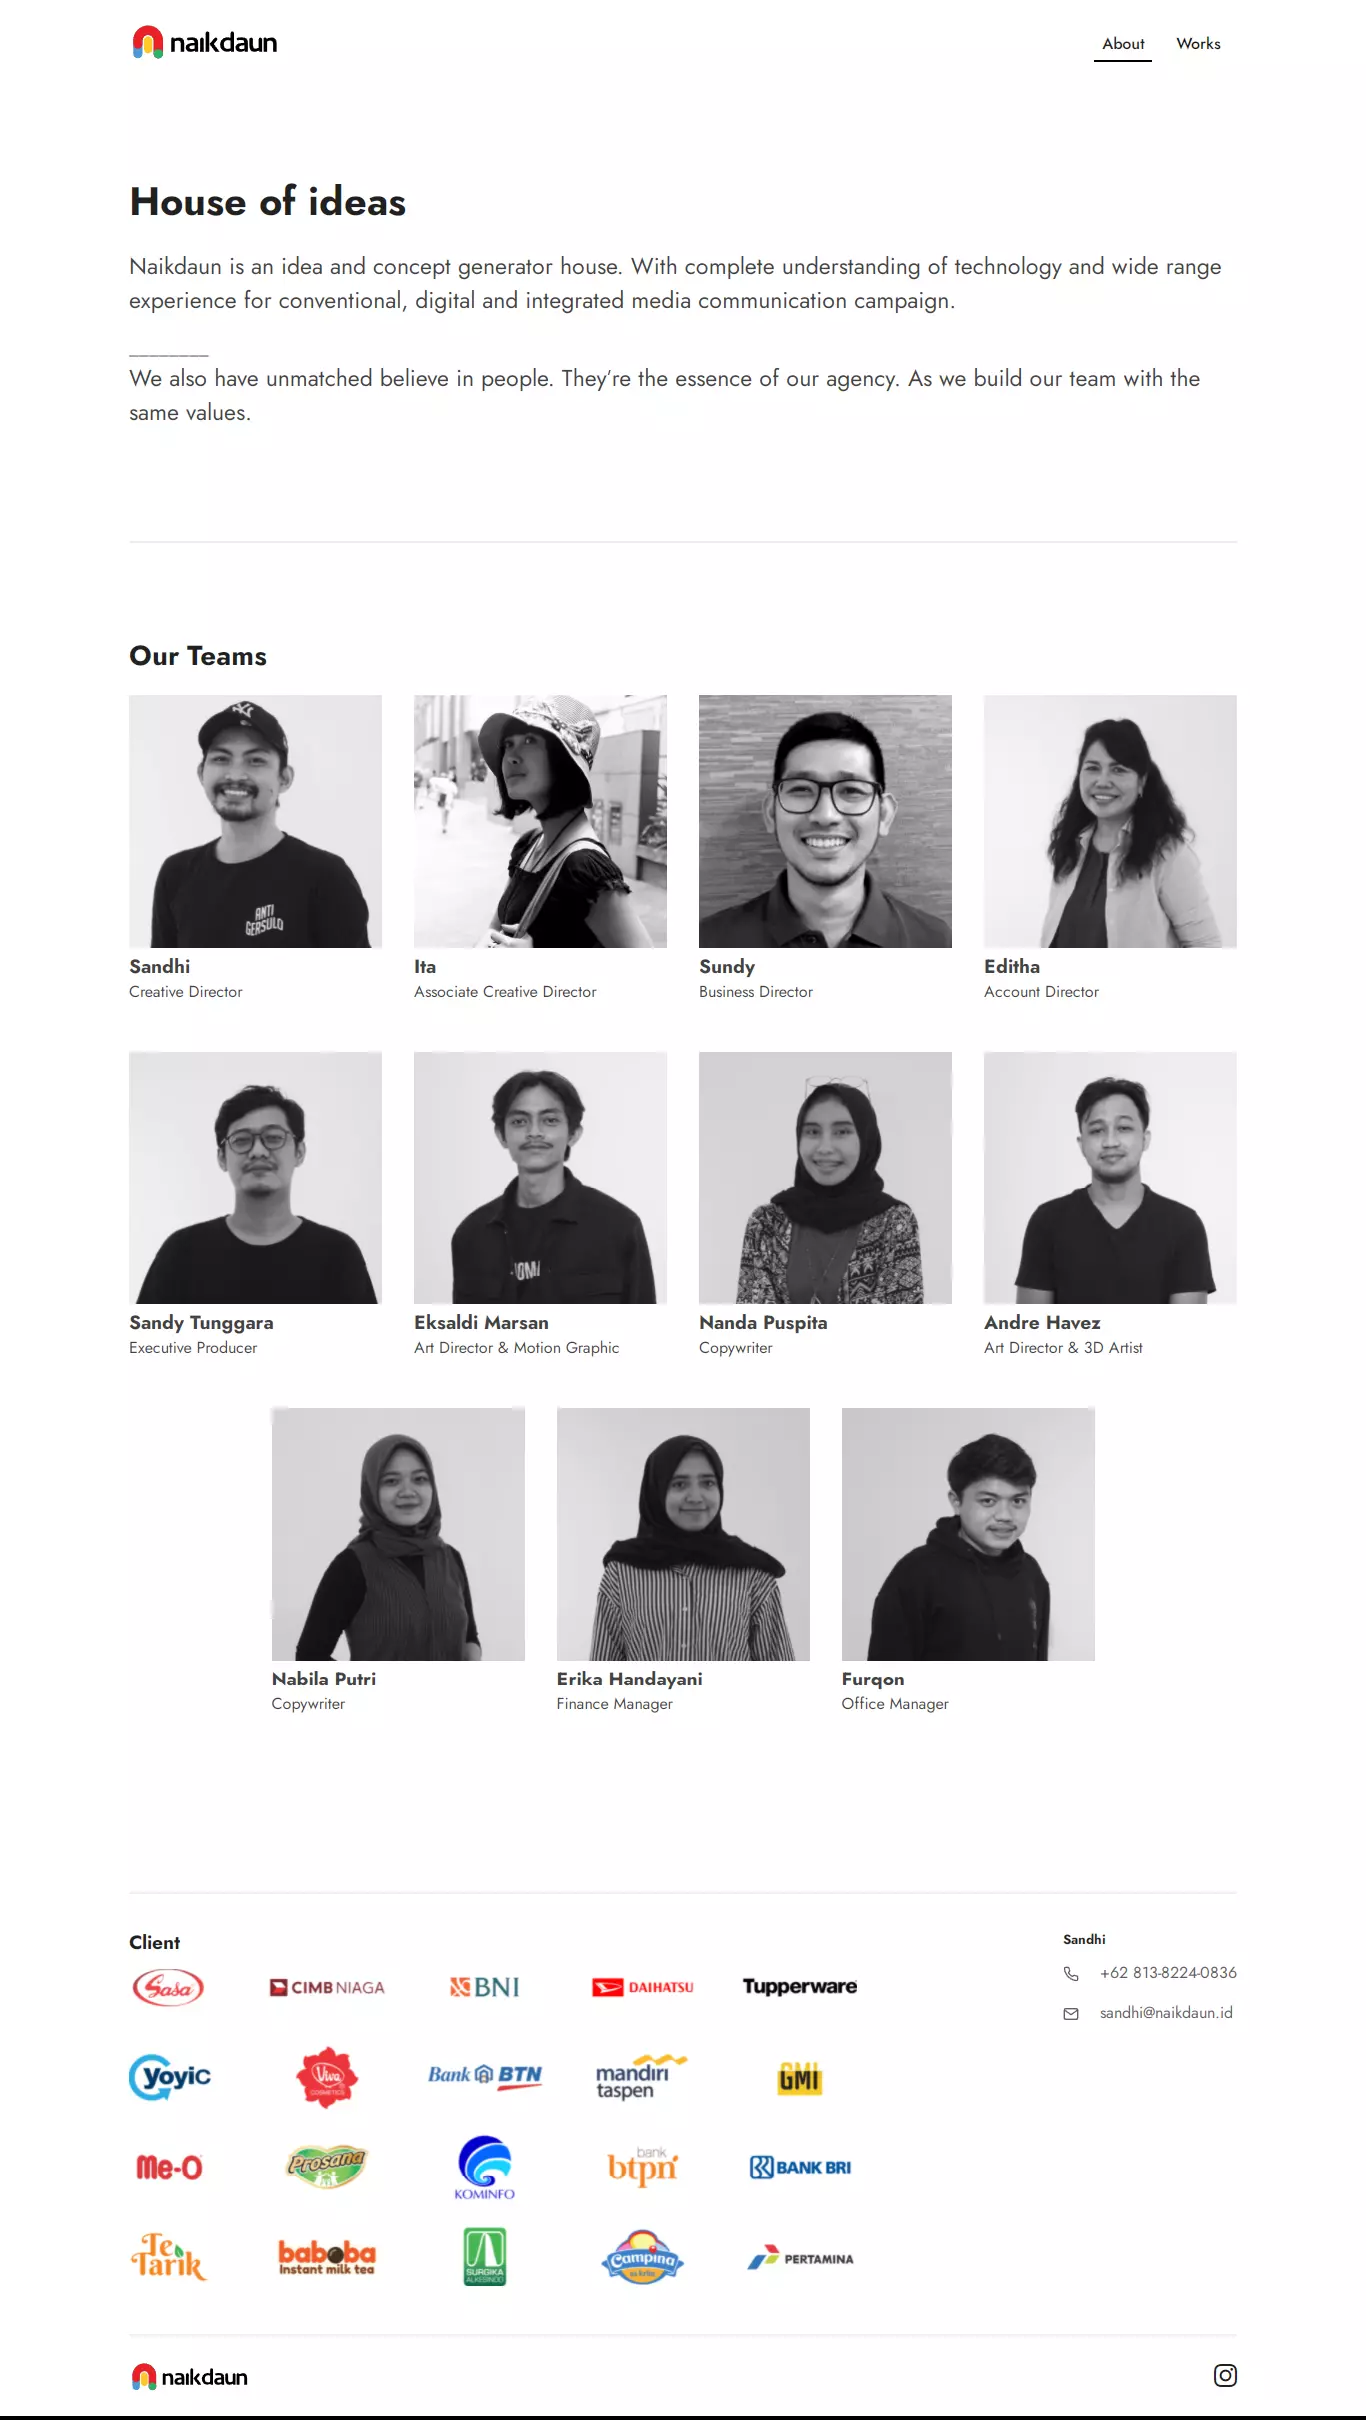 naikdaun
About Works
House of ideas
Naikdaun is an idea and concept generator house. With complete understanding of technology and wide range
experience for conventional, digital and integrated media communication campaign.
________
We also have unmatched believe in people. They're the essence of our agency. As we build our team with the
same values.
Our Teams
ANTI
GERSULO
Sandhi
Creative Director
Ita
Associate Creative Director
Sundy
Business Director
Editha
Account Director
Sandy Tunggara
Executive Producer
Eksaldi Marsan
Art Director & Motion Graphic
Nanda Puspita
Copywriter
Andre Havez
Art Director & 3D Artist
Nabila Putri
Copywriter
Erika Handayani
Finance Manager
Furqon
Office Manager
Client
Sasa
CIMB NIAGA
BNI
DAIHATSU
Tupperware
Yoyic
Viva
COSMETICS
Bank BTN
mandiri
taspen
GMI
Me-O
Prosana
KOMINFO
bank
btpn
BANK BRI
Te
Tarik
baboba
Instant milk tea
SURGIKA
ALKESINDO
Campina
PERTAMINA
Sandhi
+62 813-8224-0836
sandhi@naikdaun.id
naikdaun